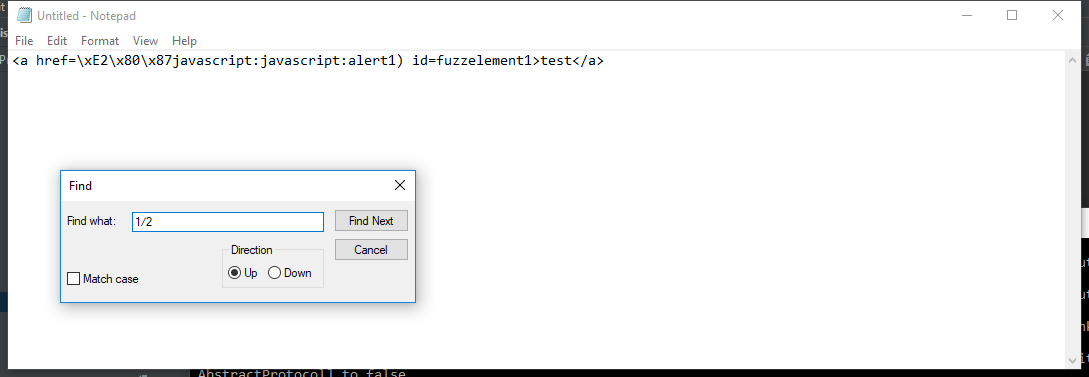 Untitled - Notepad
File Edit Format View Help
<a href=\xE2\x80\x87javascript:javascript:alert1) id=fuzzelement1>test</a>
Find
Find what: 1/2 Find Next
Cancel
Direction
Up Down
Match case
AbstractProtocol] to false